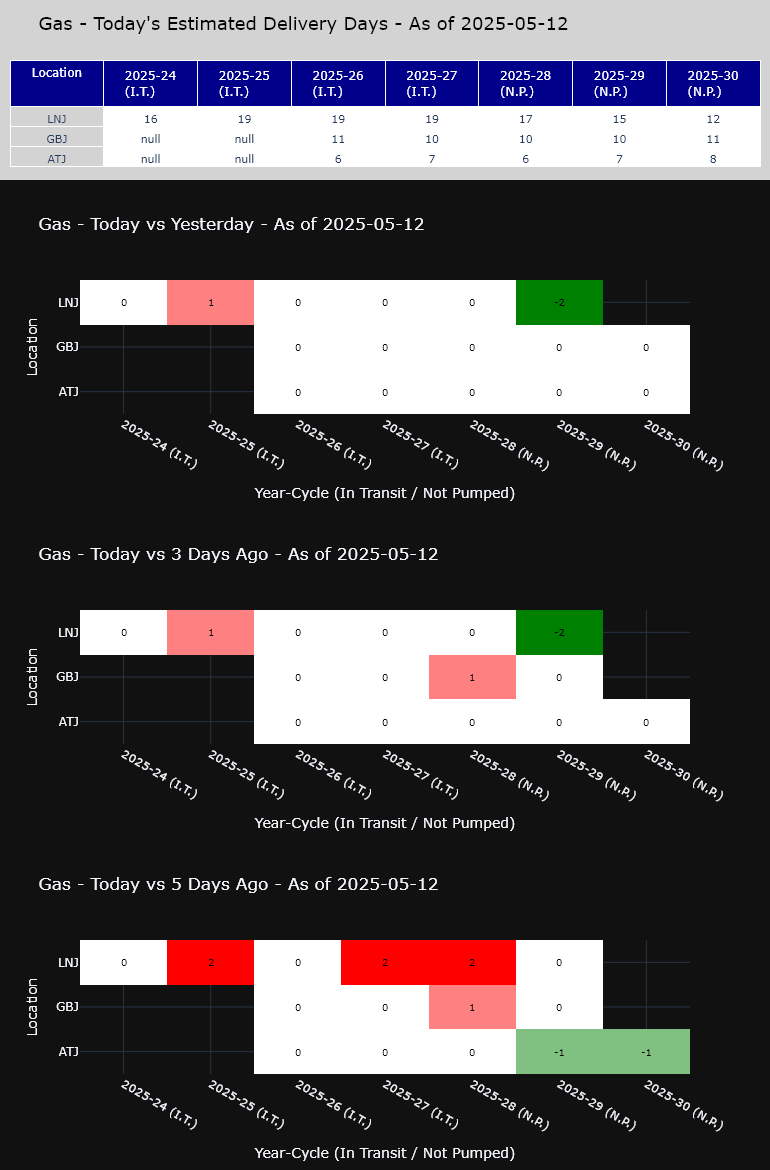 Gas - Today's Estimated Delivery Days - As of 2025-05-12
Location 2025-24 (I.T.) 2025-25 (I.T.) 2025-26 (I.T.) 2025-27 (I.T.) 2025-28 (N.P.) 2025-29 (N.P.) 2025-30 (N.P.)
LNJ 16 19 19 19 17 15 12
GBJ null null 11 10 10 10 11
ATJ null null 6 7 6 7 8
Gas - Today vs Yesterday - As of 2025-05-12
Location
LNJ 0 1 0 0 0 -2
GBJ 0 0 0 0 0
ATJ 0 0 0 0 0
2025-24 (I.T.) 2025-25 (I.T.) 2025-26 (I.T.) 2025-27 (I.T.) 2025-28 (N.P.) 2025-29 (N.P.) 2025-30 (N.P.)
Year-Cycle (In Transit / Not Pumped)
Gas - Today vs 3 Days Ago - As of 2025-05-12
Location
LNJ 0 1 0 0 0 -2
GBJ 0 0 1 0
ATJ 0 0 0 0 0
2025-24 (I.T.) 2025-25 (I.T.) 2025-26 (I.T.) 2025-27 (I.T.) 2025-28 (N.P.) 2025-29 (N.P.) 2025-30 (N.P.)
Year-Cycle (In Transit / Not Pumped)
Gas - Today vs 5 Days Ago - As of 2025-05-12
Location
LNJ 0 2 0 2 2 0
GBJ 0 0 1 0
ATJ 0 0 0 -1 -1
2025-24 (I.T.) 2025-25 (I.T.) 2025-26 (I.T.) 2025-27 (I.T.) 2025-28 (N.P.) 2025-29 (N.P.) 2025-30 (N.P.)
Year-Cycle (In Transit / Not Pumped)